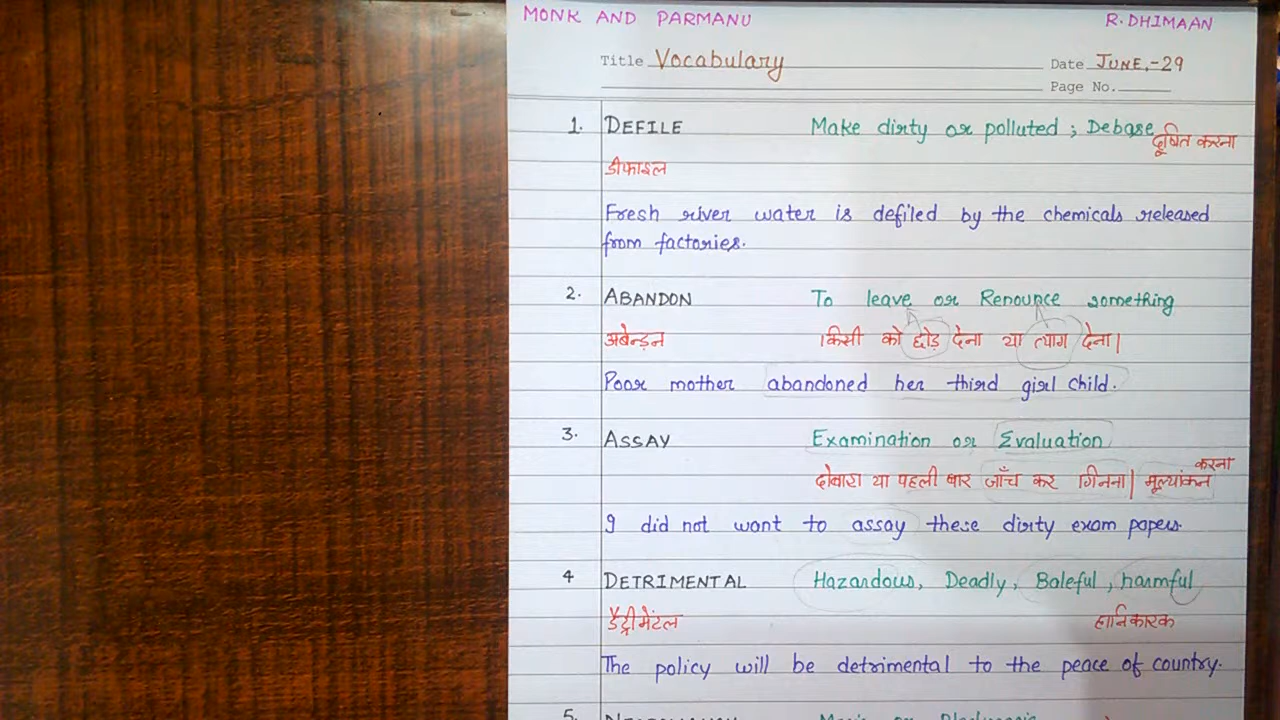 MONK AND PARMANU R. DHIMAAN
Title Vocabulary Date JUNE,-29
Page No.
1. DEFILE Make dirty or polluted ; Debase दूषित करना
डीफाइल
Fresh river water is defiled by the chemicals released
from factories.
2. ABANDON To leave or Renounce something
अबेन्ड़न किसी को छोड़ देना या त्याग देना।
Poor mother abandoned her third girl child.
3. ASSAY Examination or Evaluation
दोबारा या पहली बार जाँच कर गिनना। मूल्यांकन करना
I did not want to assay these dirty exam papers.
4 DETRIMENTAL Hazardous, Deadly, Baleful, harmful
डैट्रीमेंटल हानिकारक
The policy will be detrimental to the peace of country.
5.